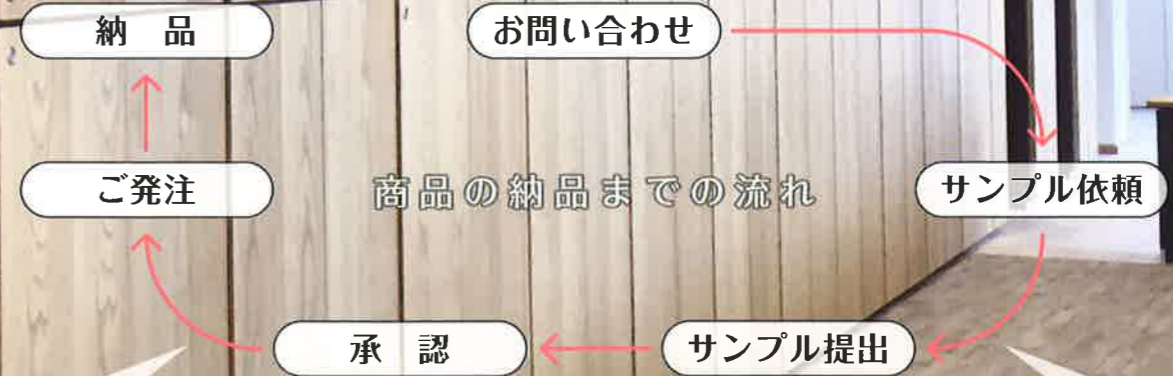 商品の納品までの流れ
お問い合わせ
サンプル依頼
サンプル提出
承 認
ご発注
納 品